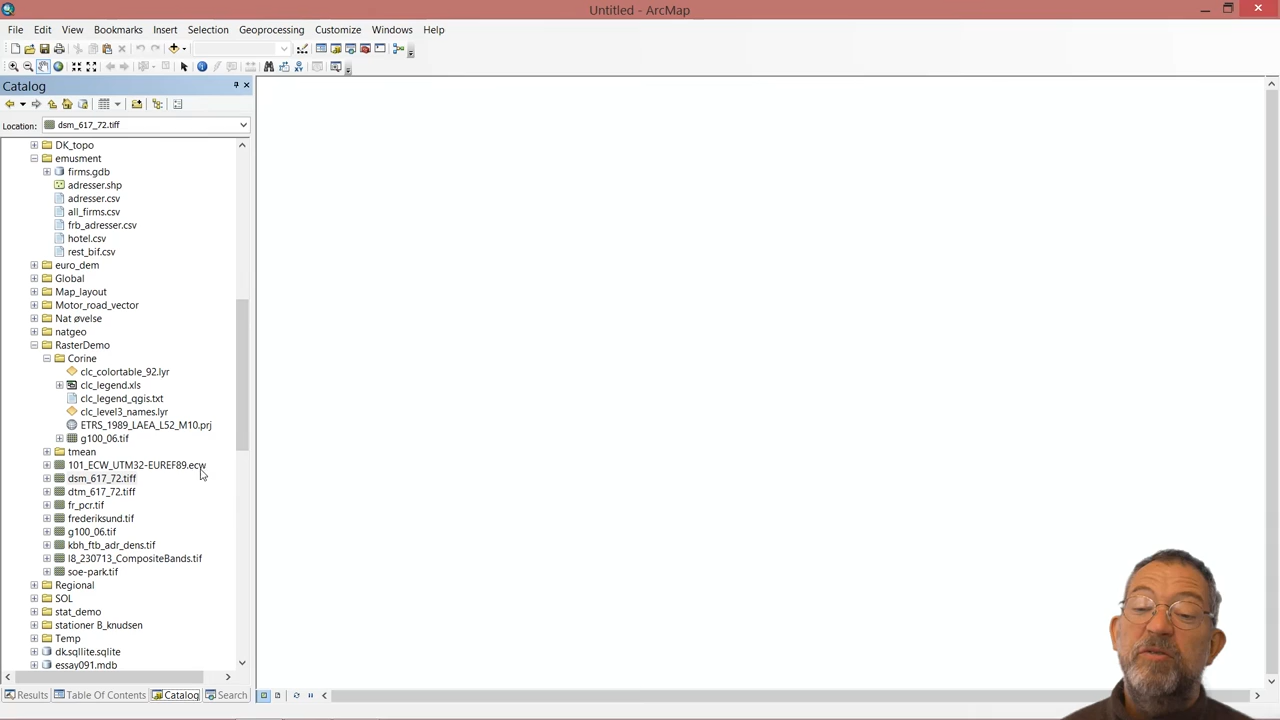 Untitled - ArcMap
File Edit View Bookmarks Insert Selection Geoprocessing Customize Windows Help
Catalog
Location: dsm_617_72.tiff
DK_topo
emusment
firms.gdb
adresser.shp
adresser.csv
all_firms.csv
frb_adresser.csv
hotel.csv
rest_bif.csv
euro_dem
Global
Map_layout
Motor_road_vector
Nat øvelse
natgeo
RasterDemo
Corine
clc_colortable_92.lyr
clc_legend.xls
clc_legend_qgis.txt
clc_level3_names.lyr
ETRS_1989_LAEA_L52_M10.prj
g100_06.tif
tmean
101_ECW_UTM32-EUREF89.ecw
dsm_617_72.tiff
dtm_617_72.tiff
fr_pcr.tif
frederiksund.tif
g100_06.tif
kbh_ftb_adr_dens.tif
l8_230713_CompositeBands.tif
soe-park.tif
Regional
SOL
stat_demo
stationer B_knudsen
Temp
dk.sqllite.sqlite
essay091.mdb
Results Table Of Contents Catalog Search